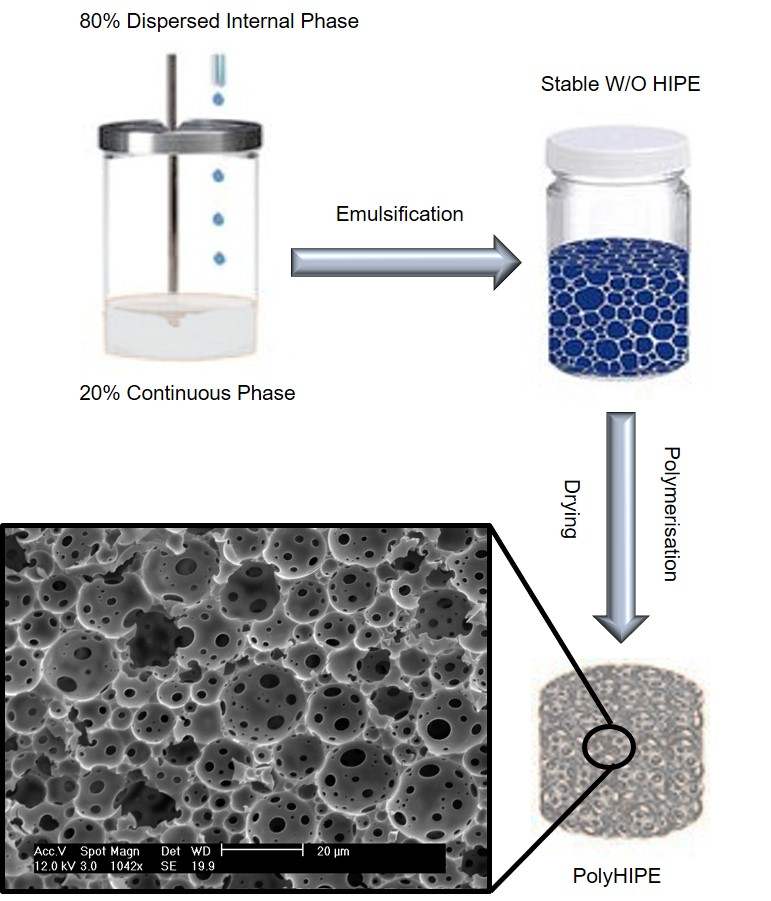 80% Dispersed Internal Phase
Stable W/O HIPE
Emulsification
20% Continuous Phase
Polymerisation
Drying
Acc.V Spot Magn Det WD 20 µm
12.0 kV 3.0 1042x SE 19.9
PolyHIPE